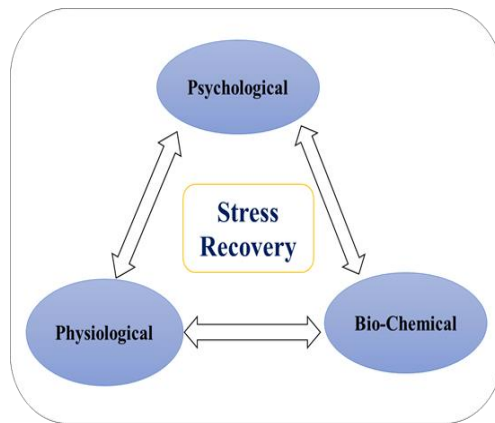 Psychological
Stress
Recovery
Physiological
Bio-Chemical